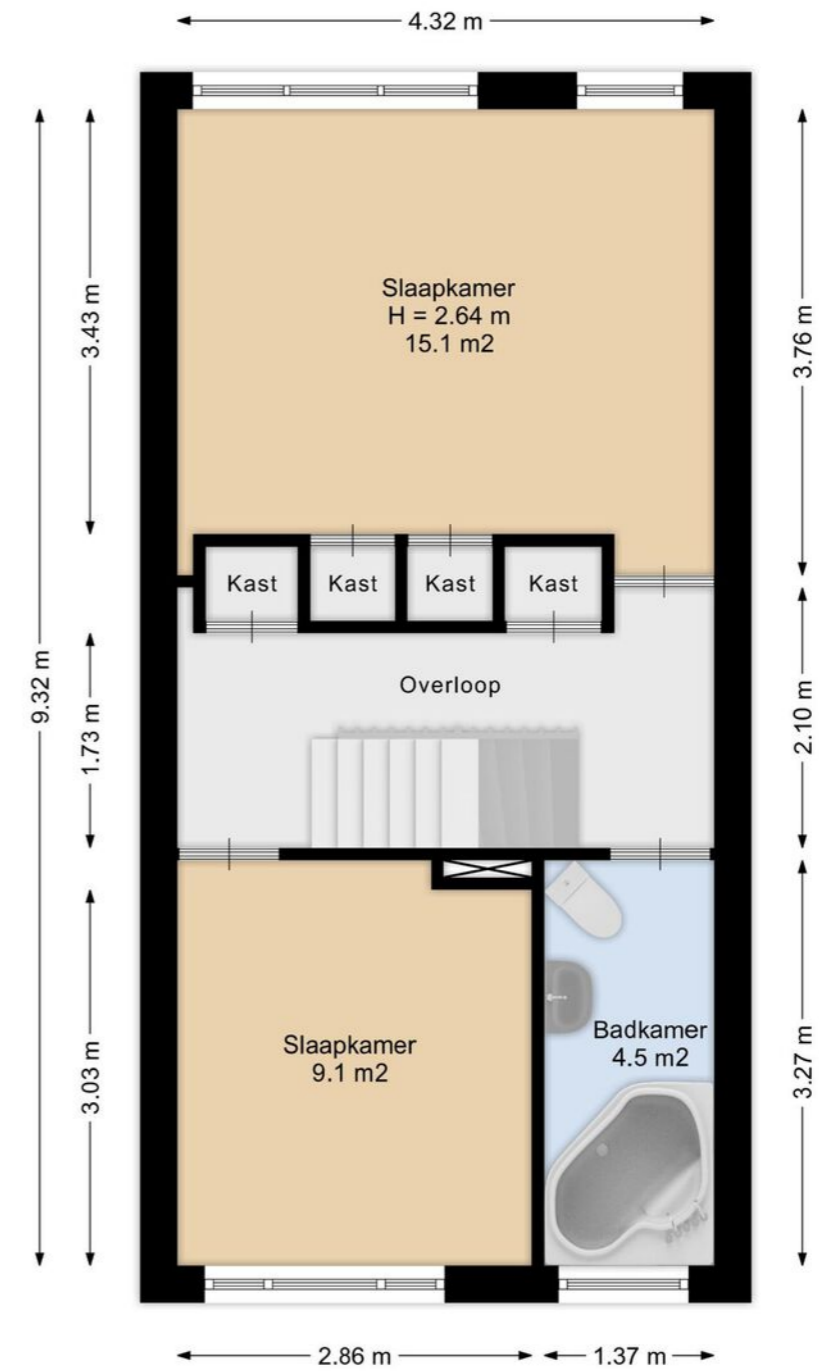 4.32 m
3.43 m
3.76 m
Slaapkamer
H = 2.64 m
15.1 m2
Kast
Kast
Kast
Kast
9.32 m
1.73 m
Overloop
2.10 m
3.03 m
Slaapkamer
9.1 m2
Badkamer
4.5 m2
3.27 m
2.86 m
1.37 m